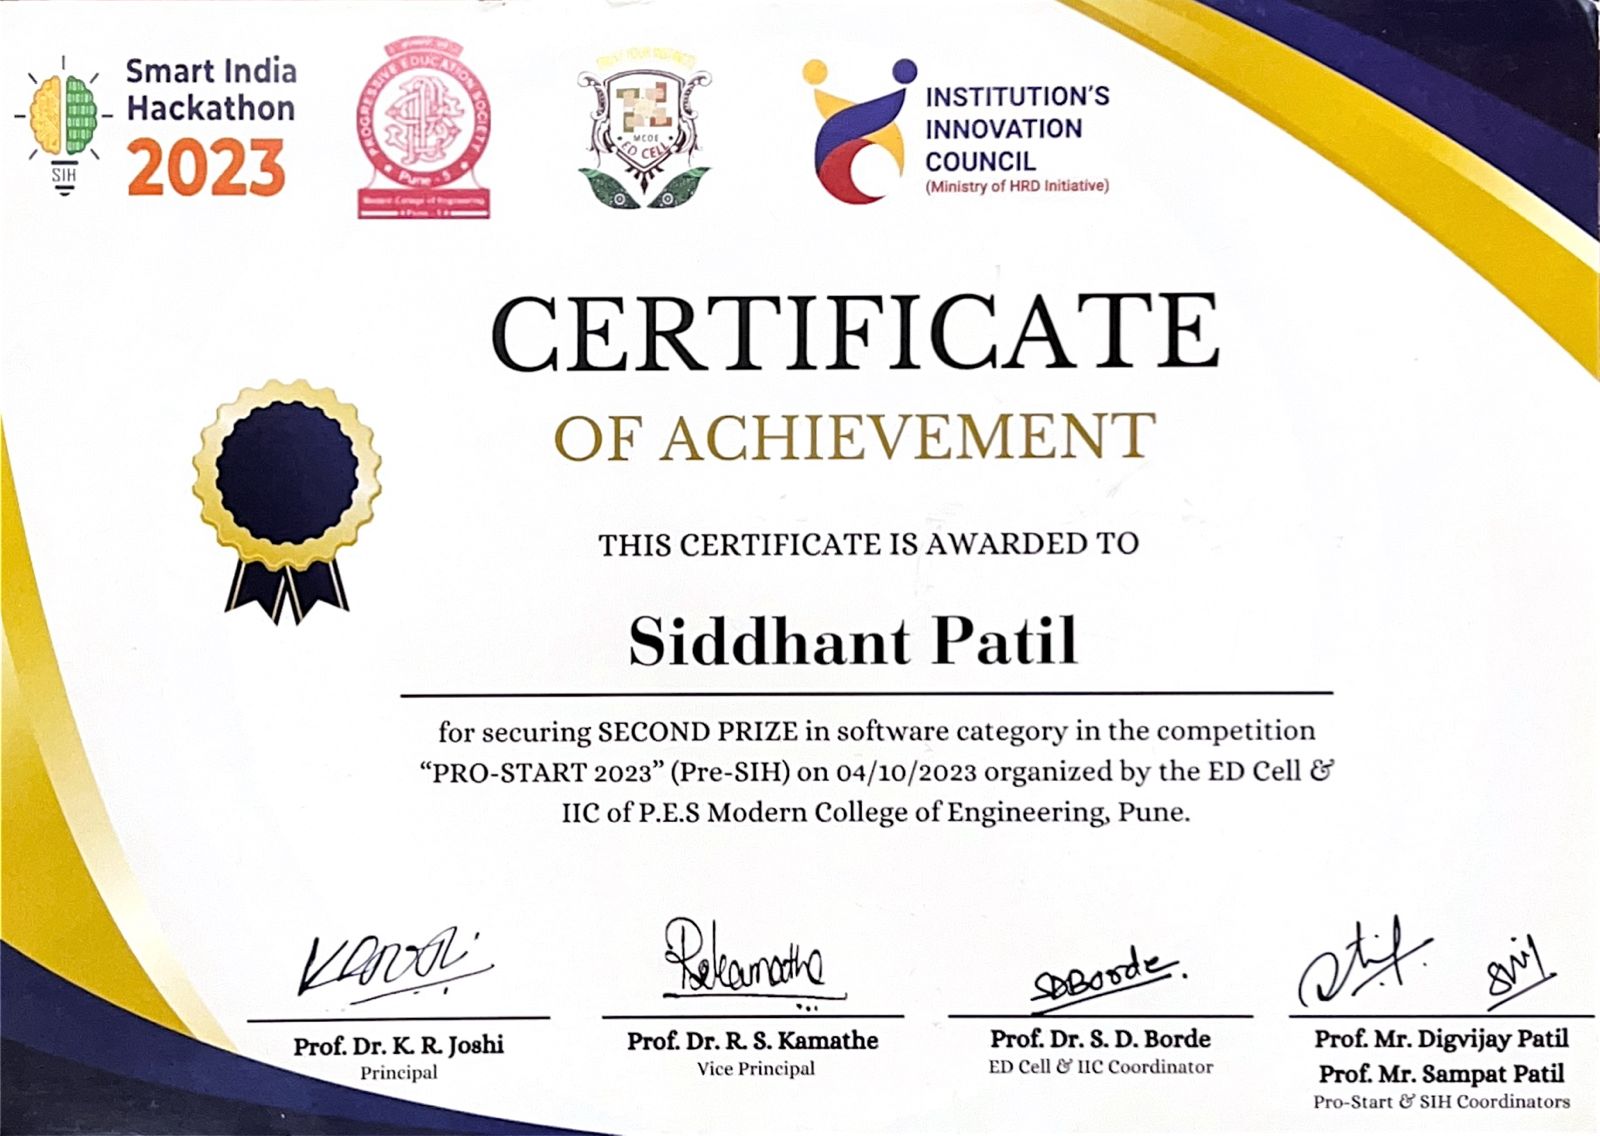 Smart India
Hackathon
2023
SIH
PROGRESSIVE EDUCATION SOCIETY
Pune - 5
Modern College of Engineering
Pune - 5
MCOE
ED CELL
INSTITUTION'S
INNOVATION
COUNCIL
(Ministry of HRD Initiative)
CERTIFICATE
OF ACHIEVEMENT
THIS CERTIFICATE IS AWARDED TO
Siddhant Patil
for securing SECOND PRIZE in software category in the competition
“PRO-START 2023” (Pre-SIH) on 04/10/2023 organized by the ED Cell &
IIC of P.E.S Modern College of Engineering, Pune.
Prof. Dr. K. R. Joshi
Principal
Prof. Dr. R. S. Kamathe
Vice Principal
SDBorde
Prof. Dr. S. D. Borde
ED Cell & IIC Coordinator
Prof. Mr. Digvijay Patil
Prof. Mr. Sampat Patil
Pro-Start & SIH Coordinators